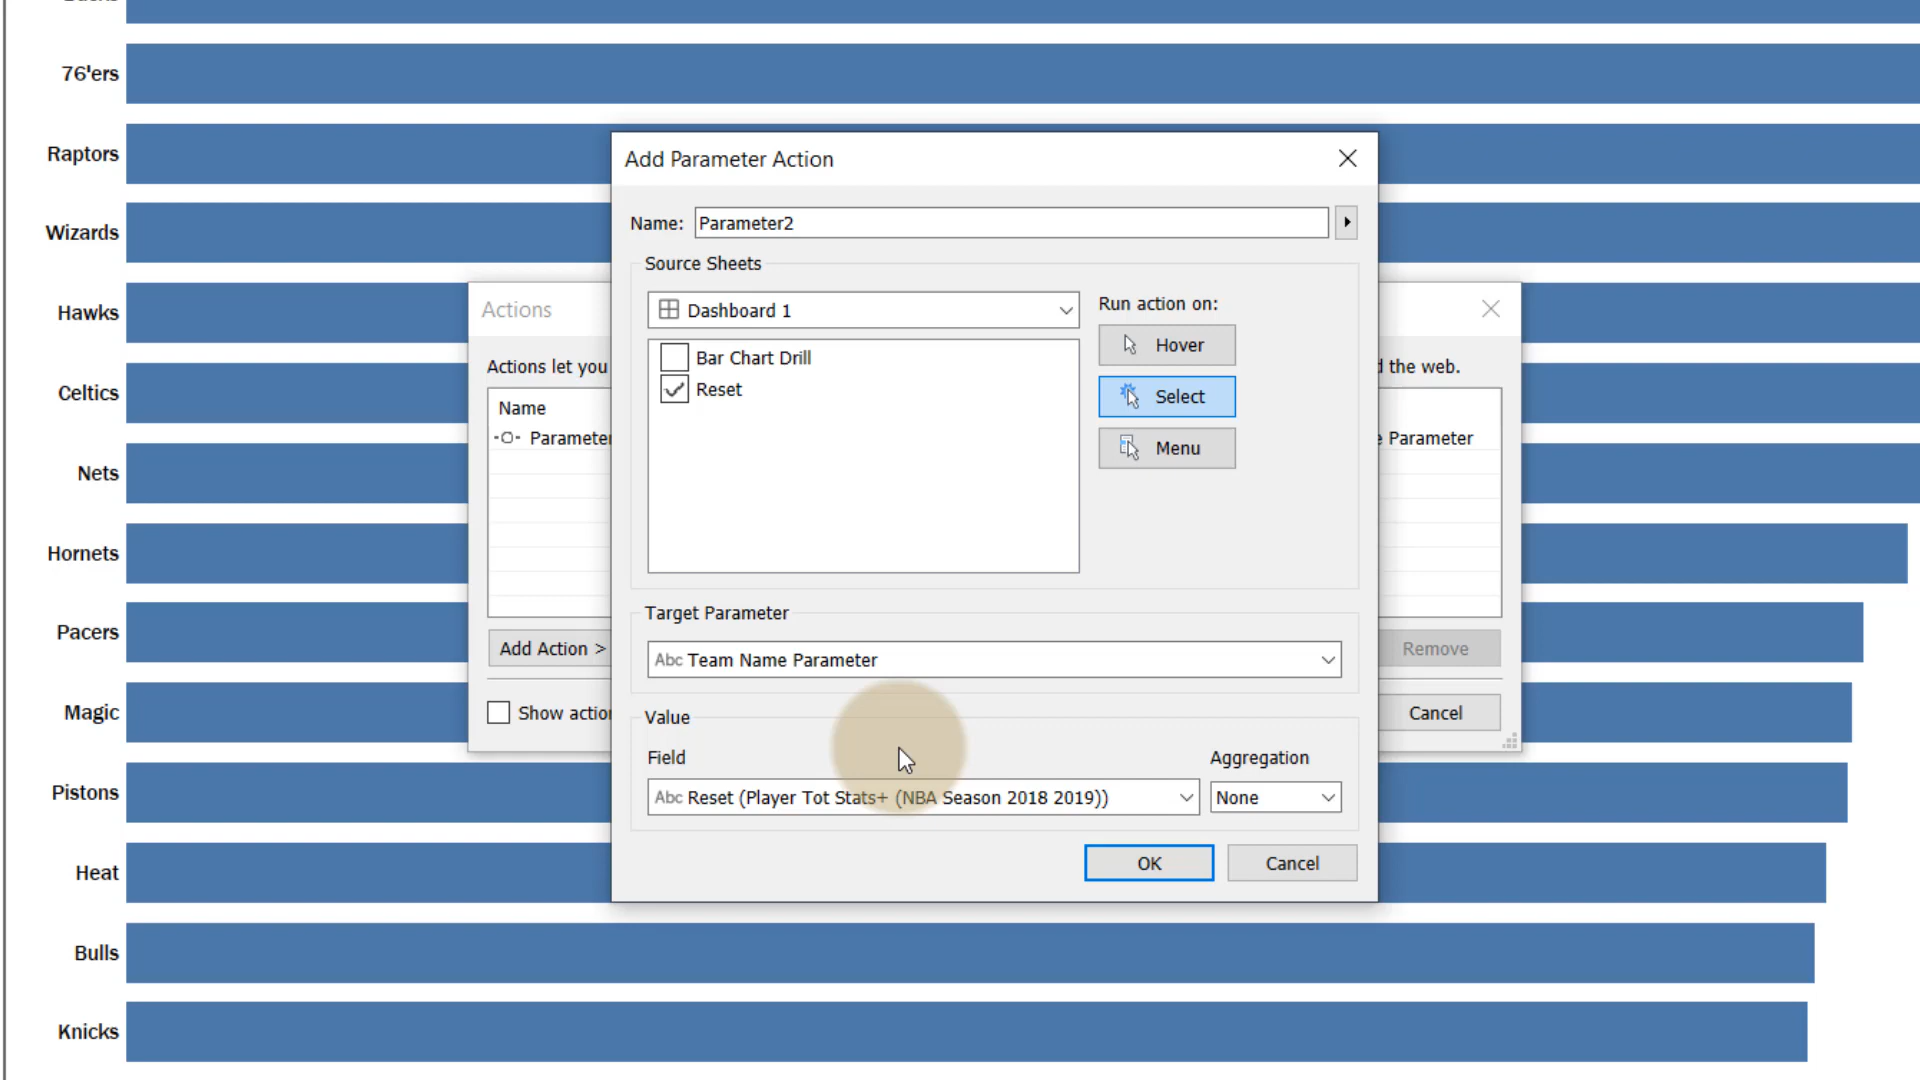 76'ers
Raptors
Wizards
Hawks
Celtics
Nets
Hornets
Pacers
Magic
Pistons
Heat
Bulls
Knicks
Actions
Actions let you
d the web.
Name
Parameter
Parameter
Add Action >
Remove
Show action
Cancel
Add Parameter Action
Name: Parameter2
Source Sheets
Dashboard 1
Bar Chart Drill
Reset
Run action on:
Hover
Select
Menu
Target Parameter
Abc Team Name Parameter
Value
Field
Aggregation
Abc Reset (Player Tot Stats+ (NBA Season 2018 2019))
None
OK
Cancel